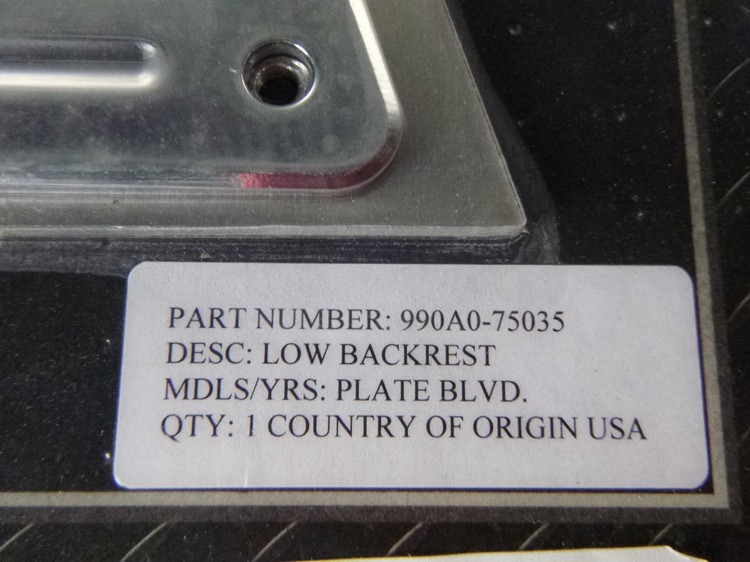 PART NUMBER: 990A0-75035
DESC: LOW BACKREST
MDLS/YRS: PLATE BLVD.
QTY: 1 COUNTRY OF ORIGIN USA